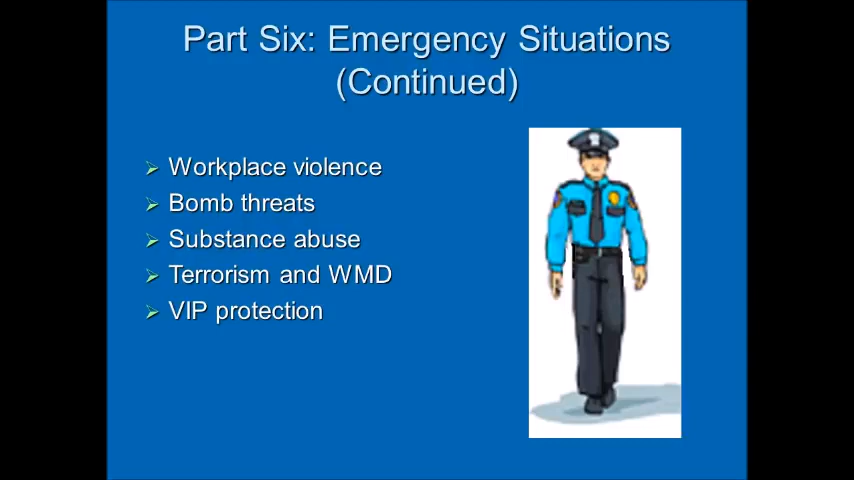 Part Six: Emergency Situations
(Continued)
Workplace violence
Bomb threats
Substance abuse
Terrorism and WMD
VIP protection